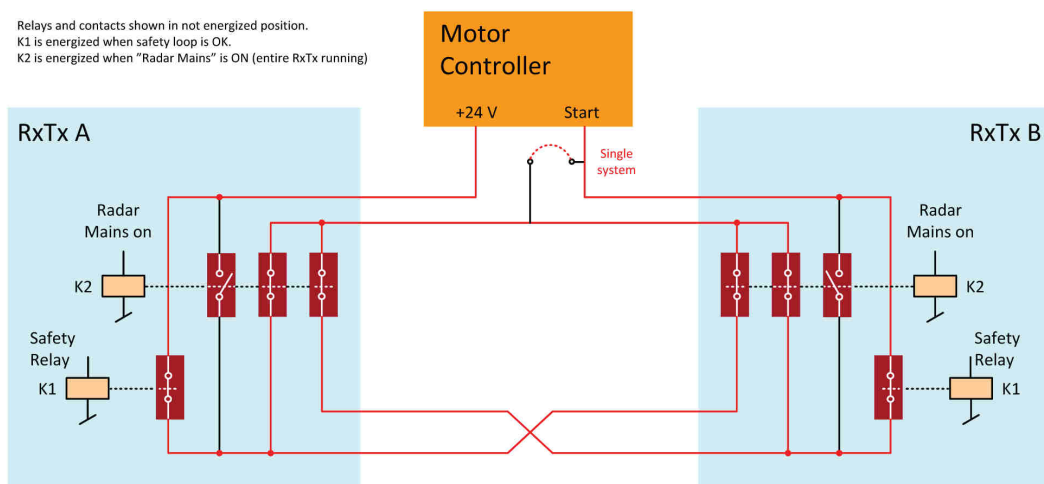 Relays and contacts shown in not energized position.
K1 is energized when safety loop is OK.
K2 is energized when ”Radar Mains” is ON (entire RxTx running)
Motor
Controller
+24 V
Start
RxTx A
RxTx B
Single
system
Radar
Mains on
K2
Safety
Relay
K1
Radar
Mains on
K2
Safety
Relay
K1